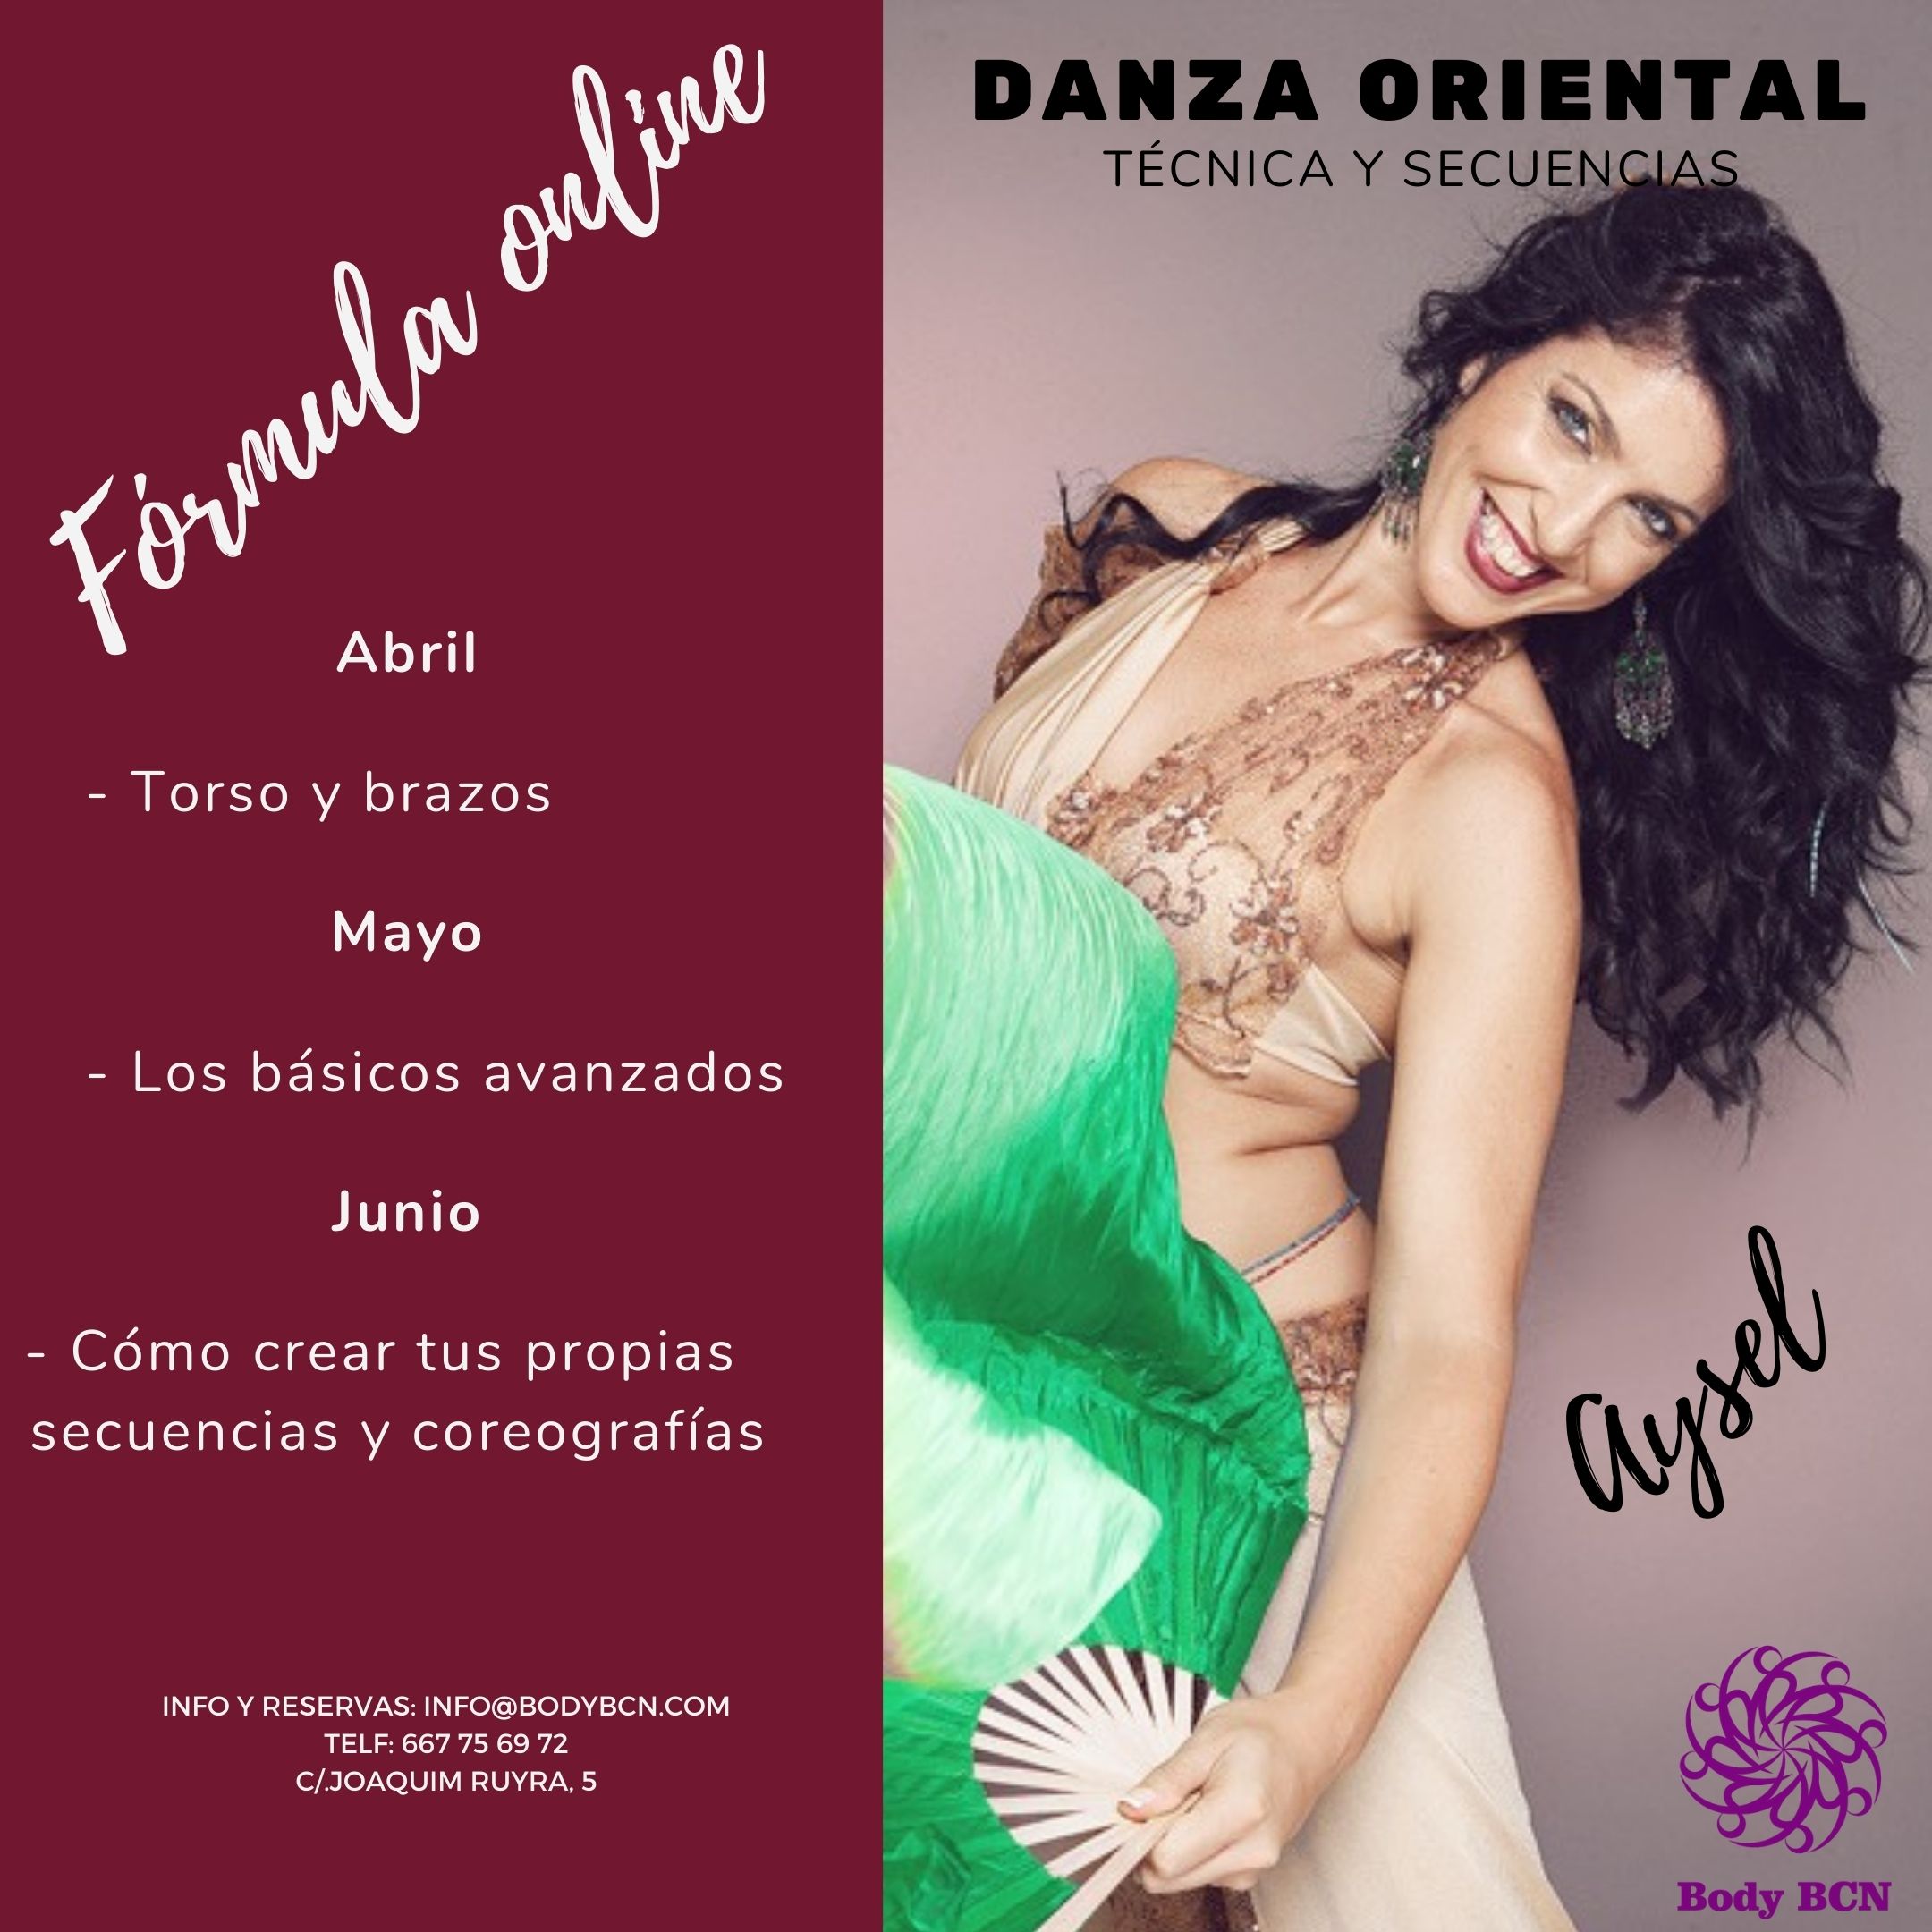 Fórmula online
Abril
- Torso y brazos
Mayo
- Los básicos avanzados
Junio
- Cómo crear tus propias
secuencias y coreografías
INFO Y RESERVAS: INFO@BODYBCN.COM
TELF: 667 75 69 72
C/.JOAQUIM RUYRA, 5
DANZA ORIENTAL
TÉCNICA Y SECUENCIAS
Aysel
Body BCN